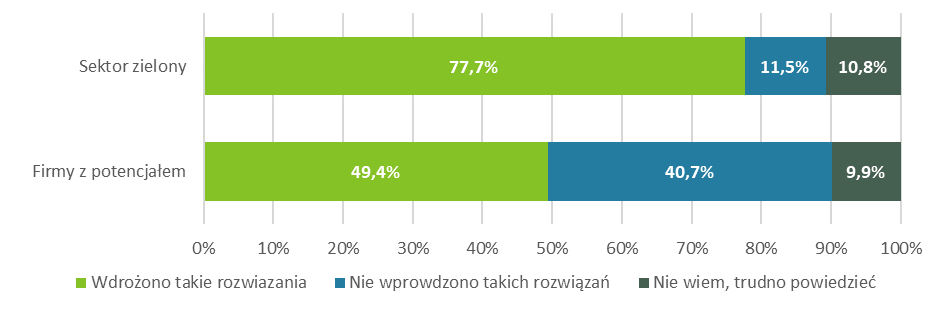 Sektor zielony
77,7% 11,5% 10,8%
Firmy z potencjałem
49,4% 40,7% 9,9%
0% 10% 20% 30% 40% 50% 60% 70% 80% 90% 100%
Wdrożono takie rozwiazania Nie wprowdzono takich rozwiązań Nie wiem, trudno powiedzieć